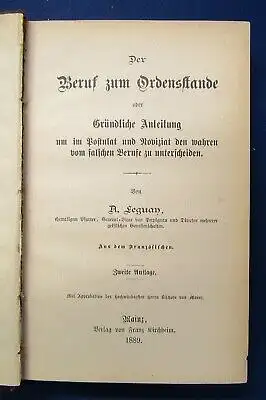 Der
Beruf zum Ordensstande
oder
Gründliche Anleitung
um im Postulat und Noviziat den wahren
vom falschen Berufe zu unterscheiden.
Von
A. Leguay,
ehemaligem Pfarrer, General-Vicar von Perpignan und Director mehrerer
geistlichen Genossenschaften.
Aus dem Französischen.
Zweite Auflage.
Mit Approbation des Hochwürdigsten Herrn Bischofs von Mainz.
Mainz,
Verlag von Franz Kirchheim.
1889.